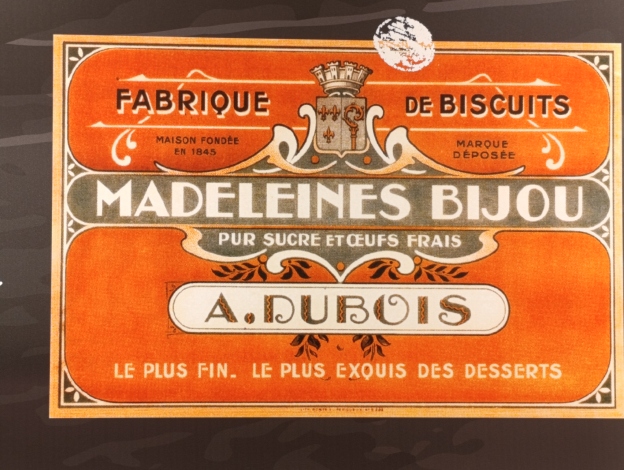 FABRIQUE DE BISCUITS
MAISON FONDÉE
EN 1845
MARQUE
DÉPOSÉE
MADELEINES BIJOU
PUR SUCRE ET ŒUFS FRAIS
A. DUBOIS
LE PLUS FIN_ LE PLUS EXQUIS DES DESSERTS